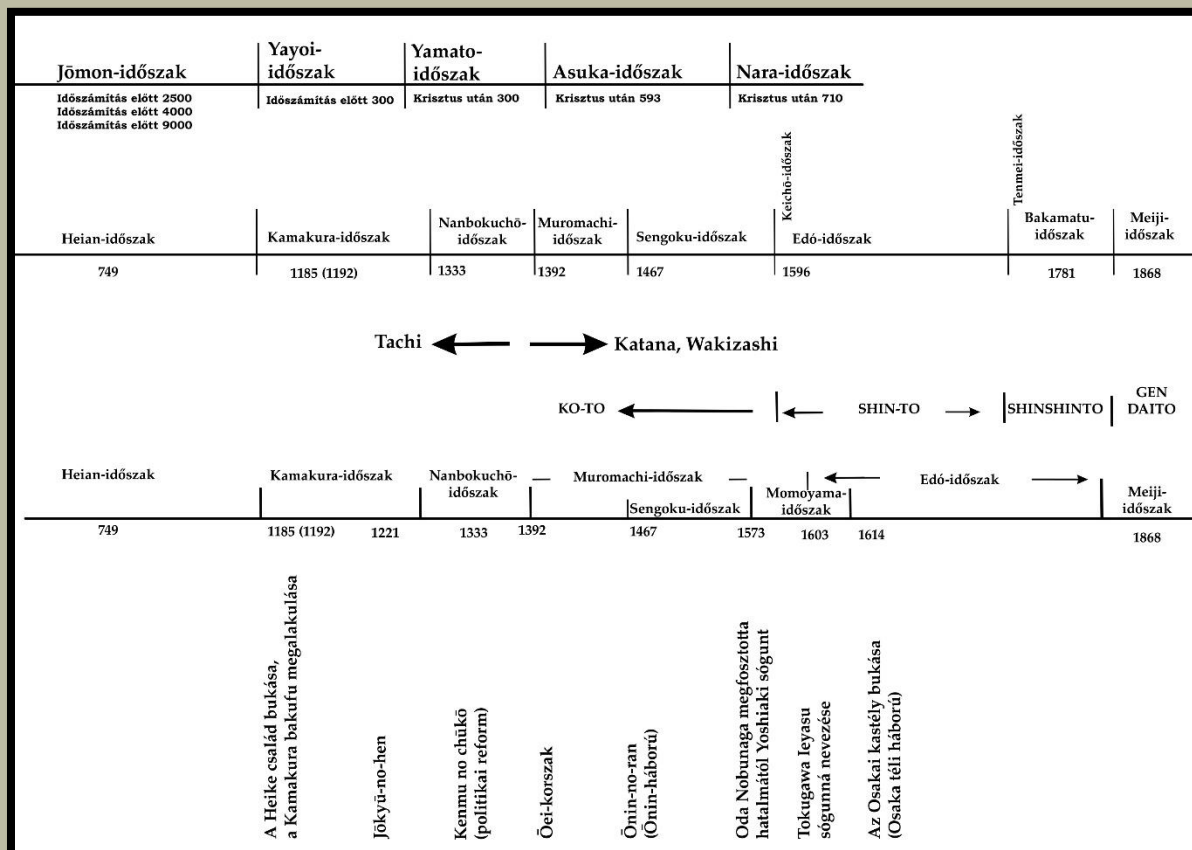 Jōmon-időszak
Időszámítás előtt 2500
Időszámítás előtt 4000
Időszámítás előtt 9000
Yayoi-
időszak
Időszámítás előtt 300
Yamato-
időszak
Krisztus után 300
Asuka-időszak
Krisztus után 593
Nara-időszak
Krisztus után 710
Heian-időszak
749
Kamakura-időszak
1185 (1192)
Nanbokuchō-
időszak
1333
Muromachi-
időszak
1392
Sengoku-időszak
1467
Keichō-időszak
Edó-időszak
1596
Tenmei-időszak
Bakamatu-
időszak
1781
Meiji-
időszak
1868
Tachi
Katana, Wakizashi
KO-TO
SHIN-TO
SHINSHINTO
GEN
DAITO
Heian-időszak
749
Kamakura-időszak
1185 (1192)
1221
Nanbokuchō-
időszak
1333
1392
Muromachi-időszak
Sengoku-időszak
1467
1573
Momoyama-
időszak
1603
1614
Edó-időszak
Meiji-
időszak
1868
A Heike család bukása,
a Kamakura bakufu megalakulása
Jōkyū-no-hen
Kenmu no chūkō
(politikai reform)
Ōei-korszak
Ōnin-no-ran
(Ōnin-háború)
Oda Nobunaga megfosztotta
hatalmától Yoshiaki sógunt
Tokugawa Ieyasu
sógunná nevezése
Az Osakai kastély bukása
(Osaka téli háború)